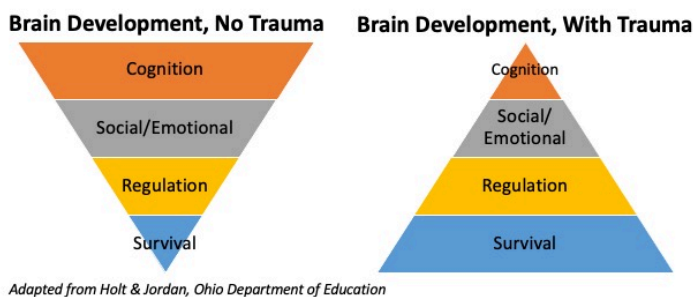 Brain Development, No Trauma
Cognition
Social/Emotional
Regulation
Survival
Brain Development, With Trauma
Cognition
Social/
Emotional
Regulation
Survival
Adapted from Holt & Jordan, Ohio Department of Education